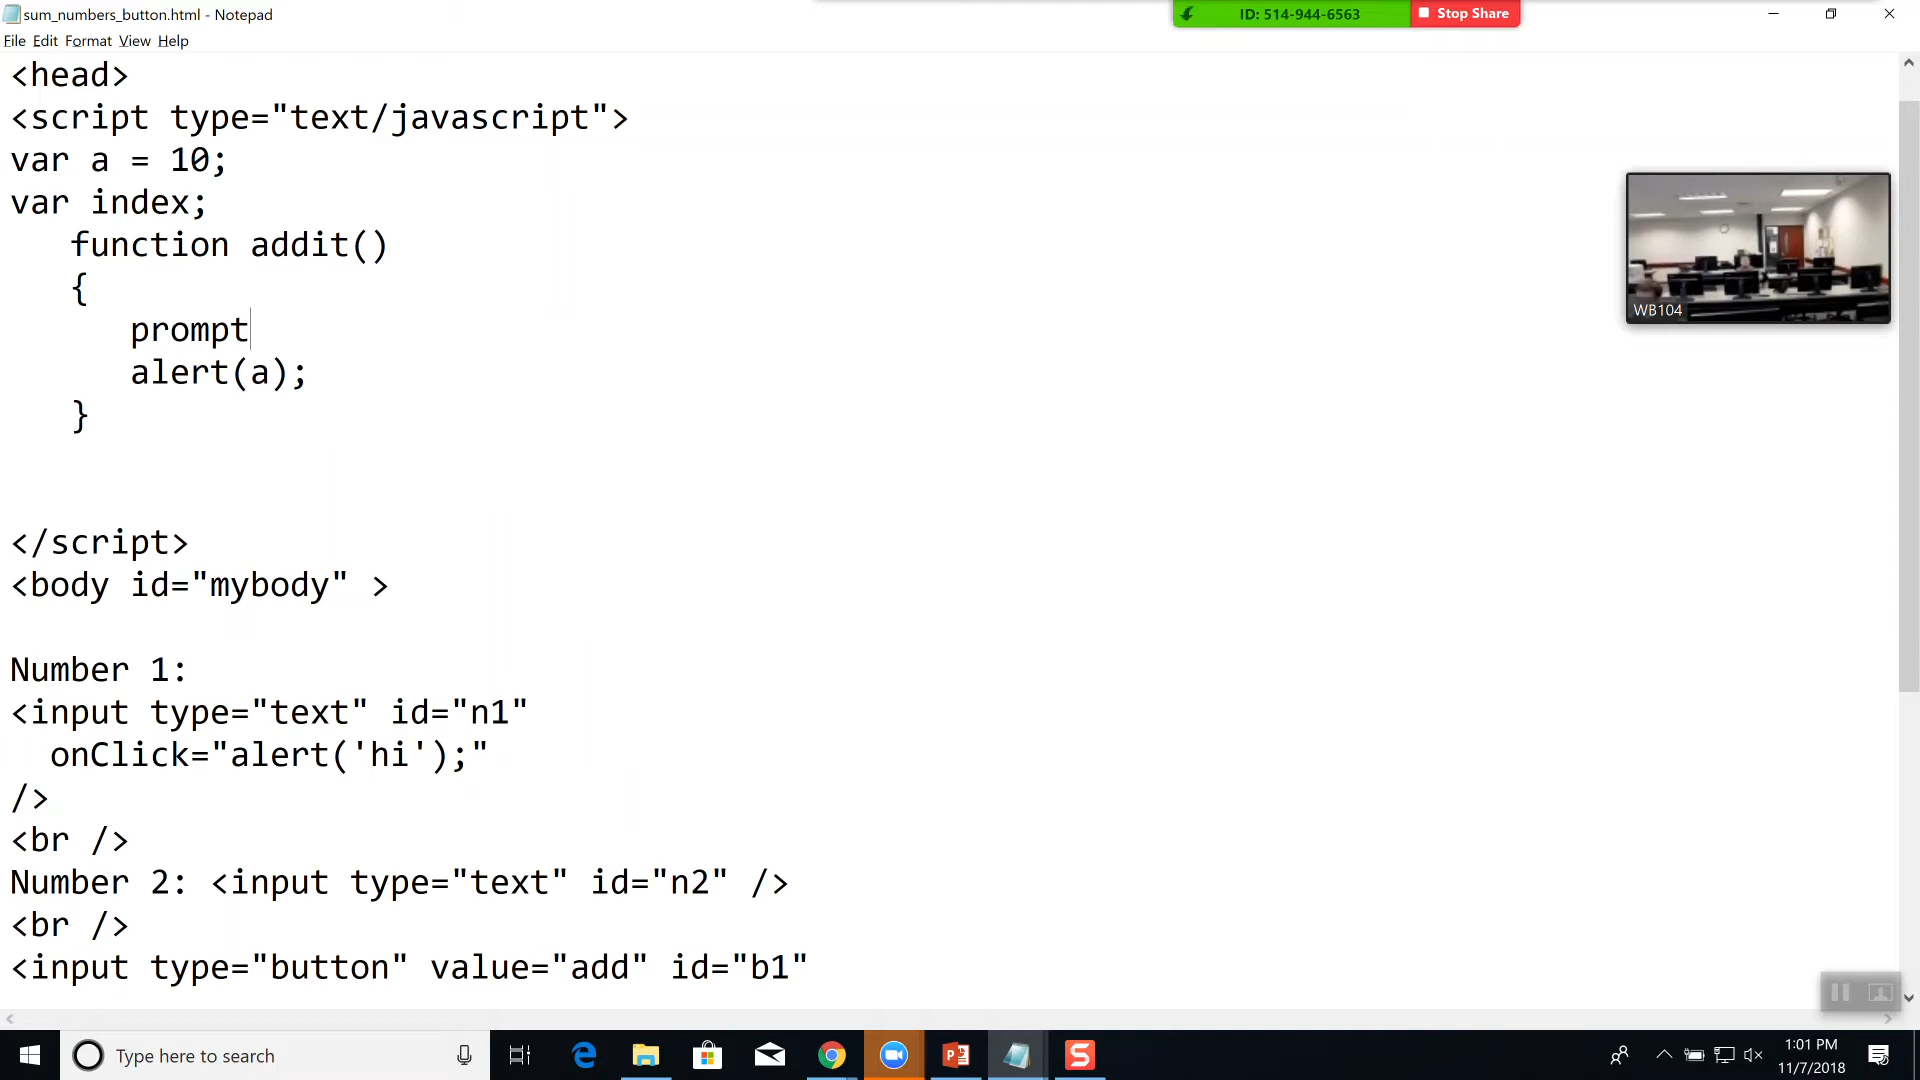 sum_numbers_button.html - Notepad
ID: 514-944-6563
Stop Share
File Edit Format View Help
<head>
<script type="text/javascript">
var a = 10;
var index;
function addit()
{
prompt
alert(a);
}
</script>
<body id="mybody" >
Number 1:
<input type="text" id="n1"
onClick="alert('hi');"
/>
<br />
Number 2: <input type="text" id="n2" />
<br />
<input type="button" value="add" id="b1"
WB104
Type here to search
1:01 PM
11/7/2018